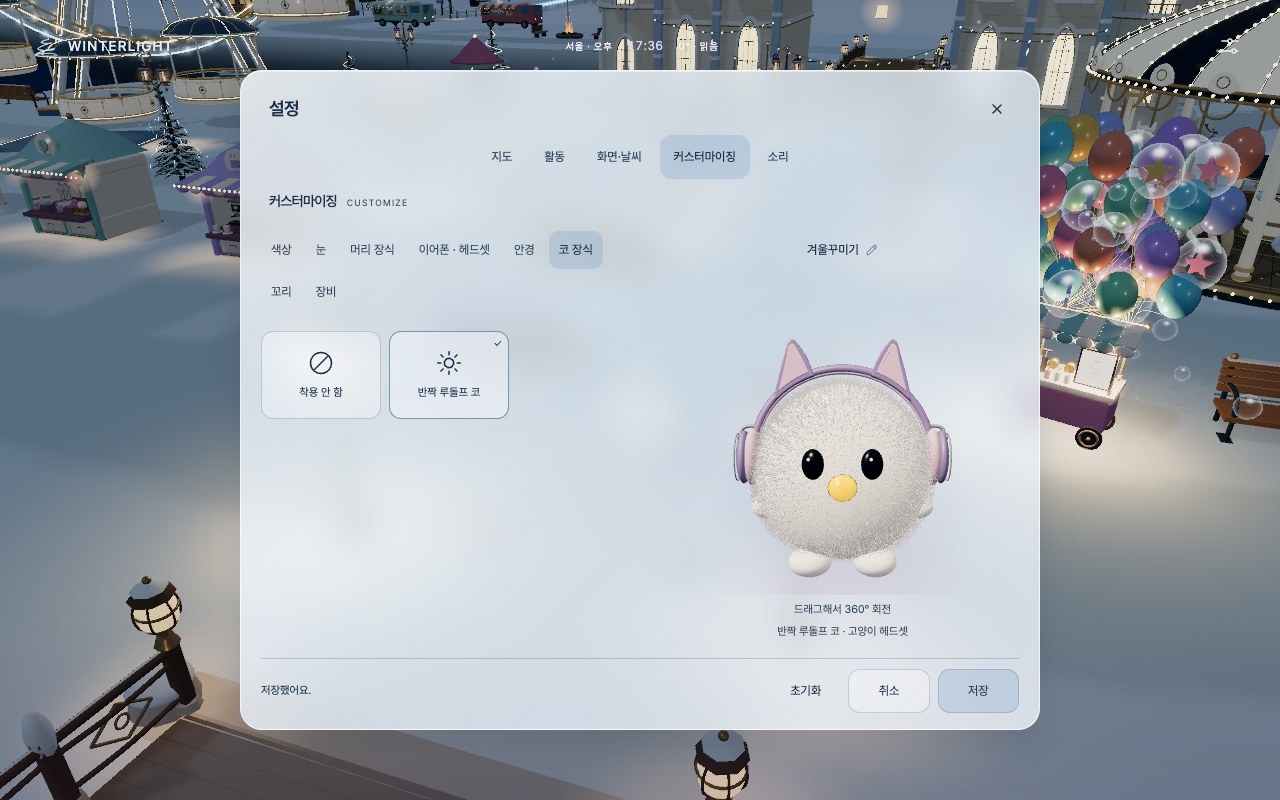 WINTERLIGHT
서울 · 오후 7:36 맑음
설정
지도 활동 화면·날씨 커스터마이징 소리
커스터마이징 CUSTOMIZE
색상 눈 머리 장식 이어폰 · 헤드셋 안경 코 장식
겨울꾸미기
꼬리 장비
착용 안 함
반짝 루돌프 코
드래그해서 360° 회전
반짝 루돌프 코 · 고양이 헤드셋
저장했어요.
초기화 취소 저장